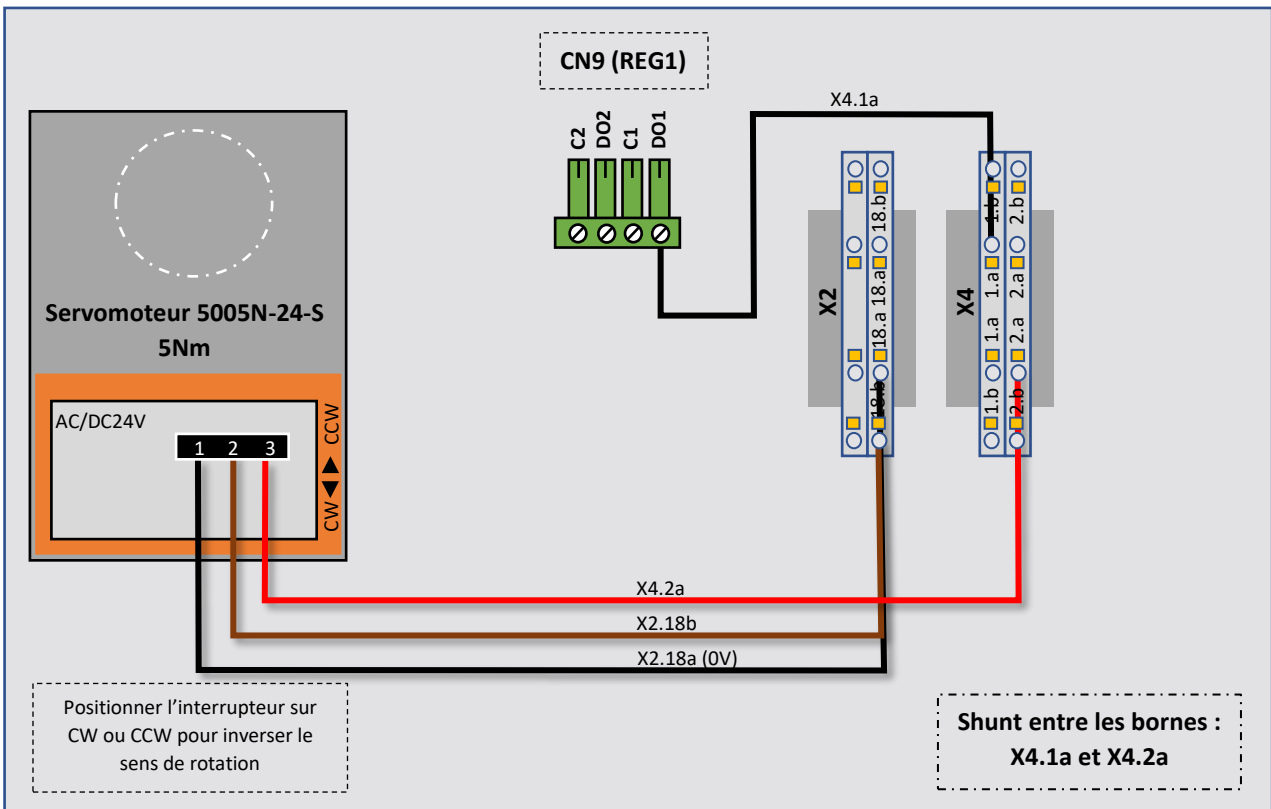 CN9 (REG1)
X4.1a
C2
DO2
C1
DO1
Servomoteur 5005N-24-S
5Nm
AC/DC24V
1 2 3
CW
CCW
X2
18.b
18.a
18.a
18.b
X4
1.b
2.b
1.a
2.a
1.a
2.a
1.b
2.b
X4.2a
X2.18b
X2.18a (0V)
Positionner l’interrupteur sur
CW ou CCW pour inverser le
sens de rotation
Shunt entre les bornes :
X4.1a et X4.2a